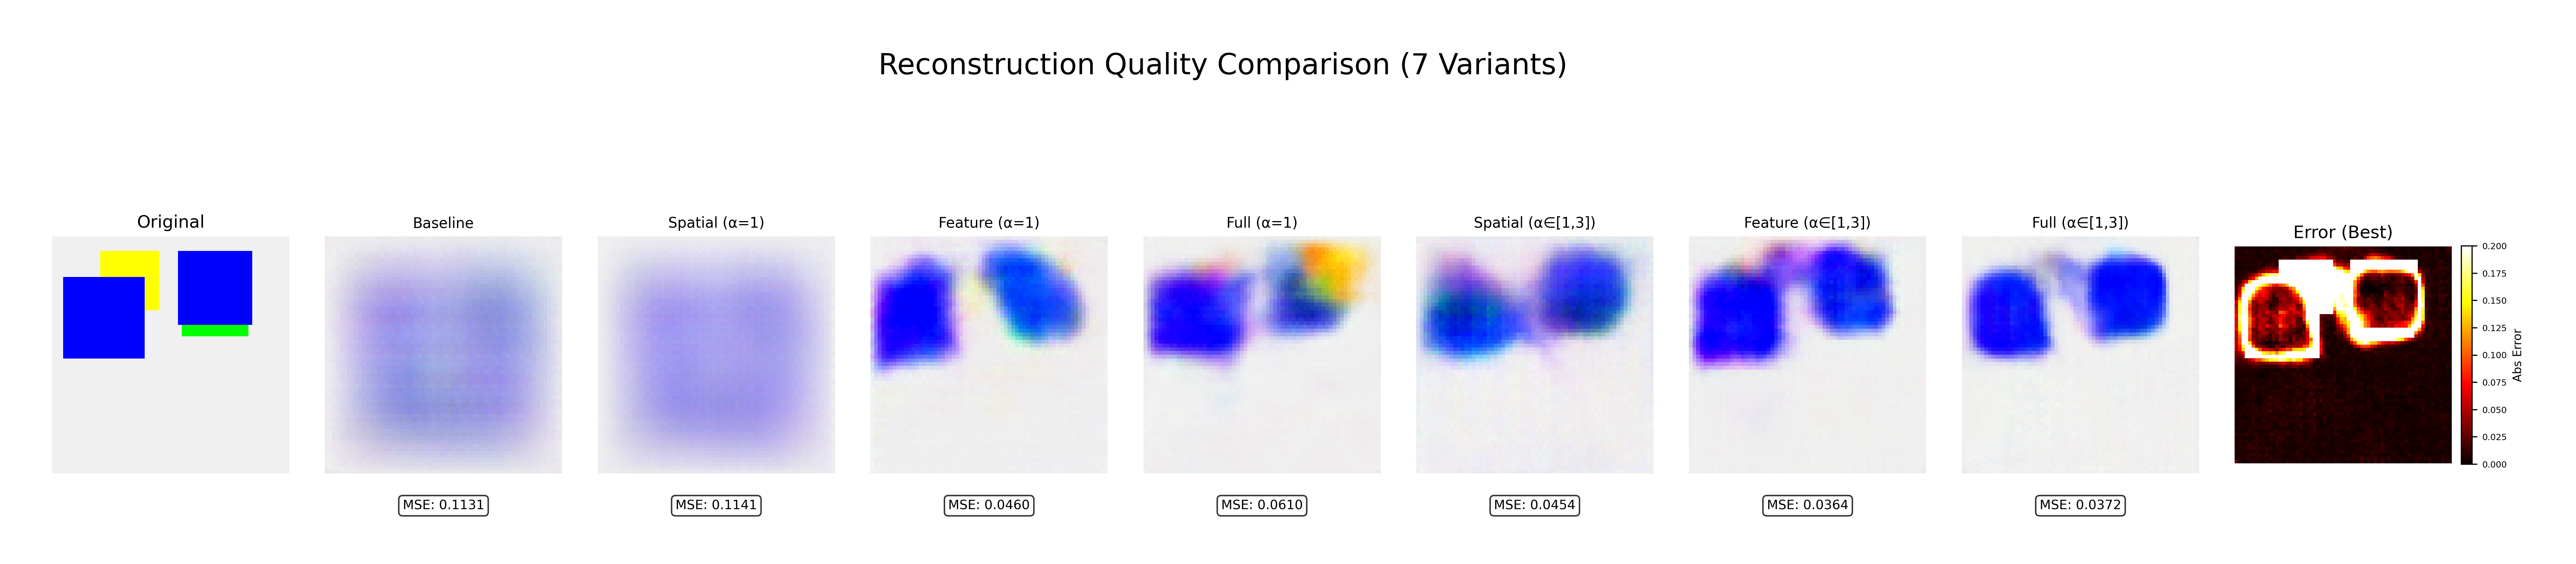 Reconstruction Quality Comparison (7 Variants)
Original
Baseline
Spatial (α=1)
Feature (α=1)
Full (α=1)
Spatial (α∈[1,3])
Feature (α∈[1,3])
Full (α∈[1,3])
Error (Best)
0.200
0.175
0.150
0.125
0.100
0.075
0.050
0.025
0.000
Abs Error
MSE: 0.1131
MSE: 0.1141
MSE: 0.0460
MSE: 0.0610
MSE: 0.0454
MSE: 0.0364
MSE: 0.0372